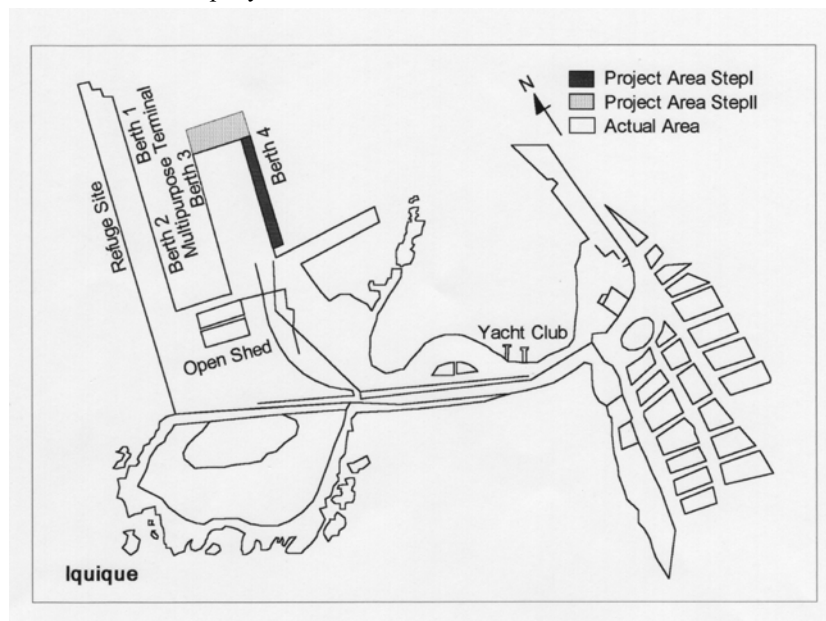 N
Project Area StepI
Project Area StepII
Actual Area
Berth 1
Multipurpose Terminal
Berth 2
Berth 3
Berth 4
Refuge Site
Open Shed
Yacht Club
Iquique